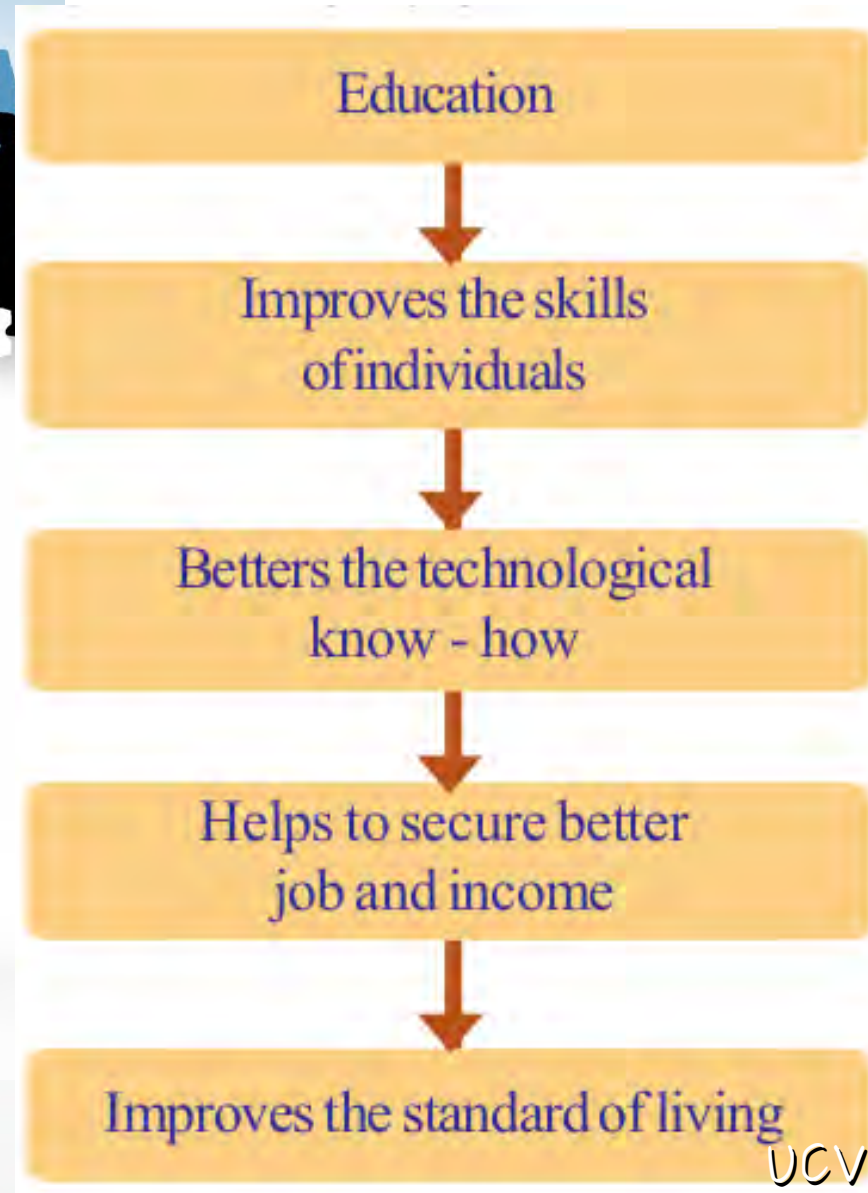 Education
Improves the skills
of individuals
Betters the technological
know - how
Helps to secure better
job and income
Improves the standard of living
UCV